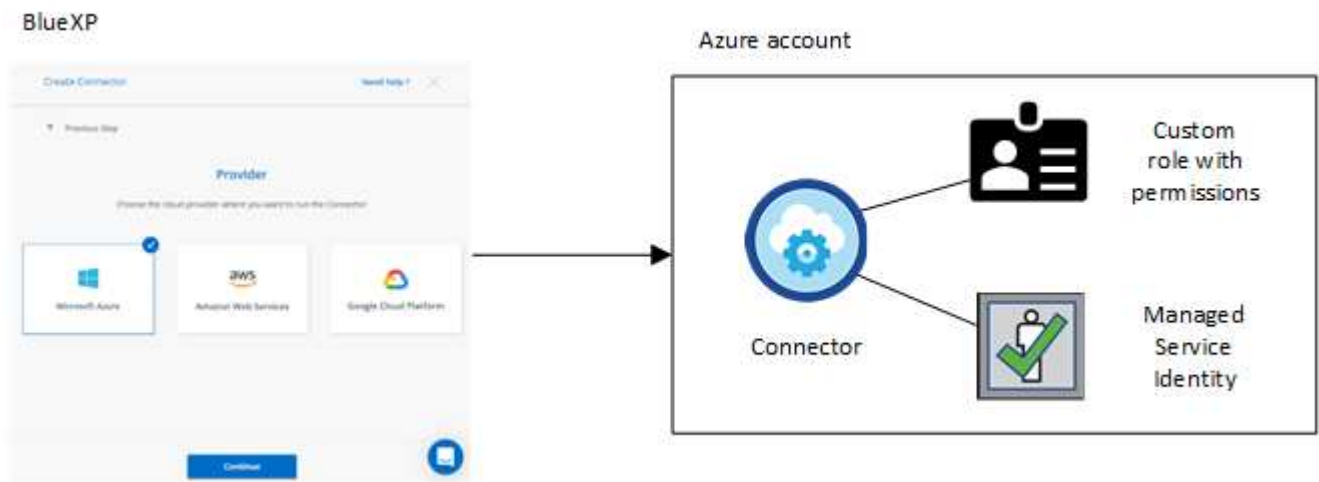 BlueXP
Create Connector
Need help ?
Previous Step
Provider
Choose the cloud provider where you want to run the Connector
Microsoft Azure
aws
Amazon Web Services
Google Cloud Platform
Continue
Azure account
Connector
Custom
role with
permissions
Managed
Service
Identity